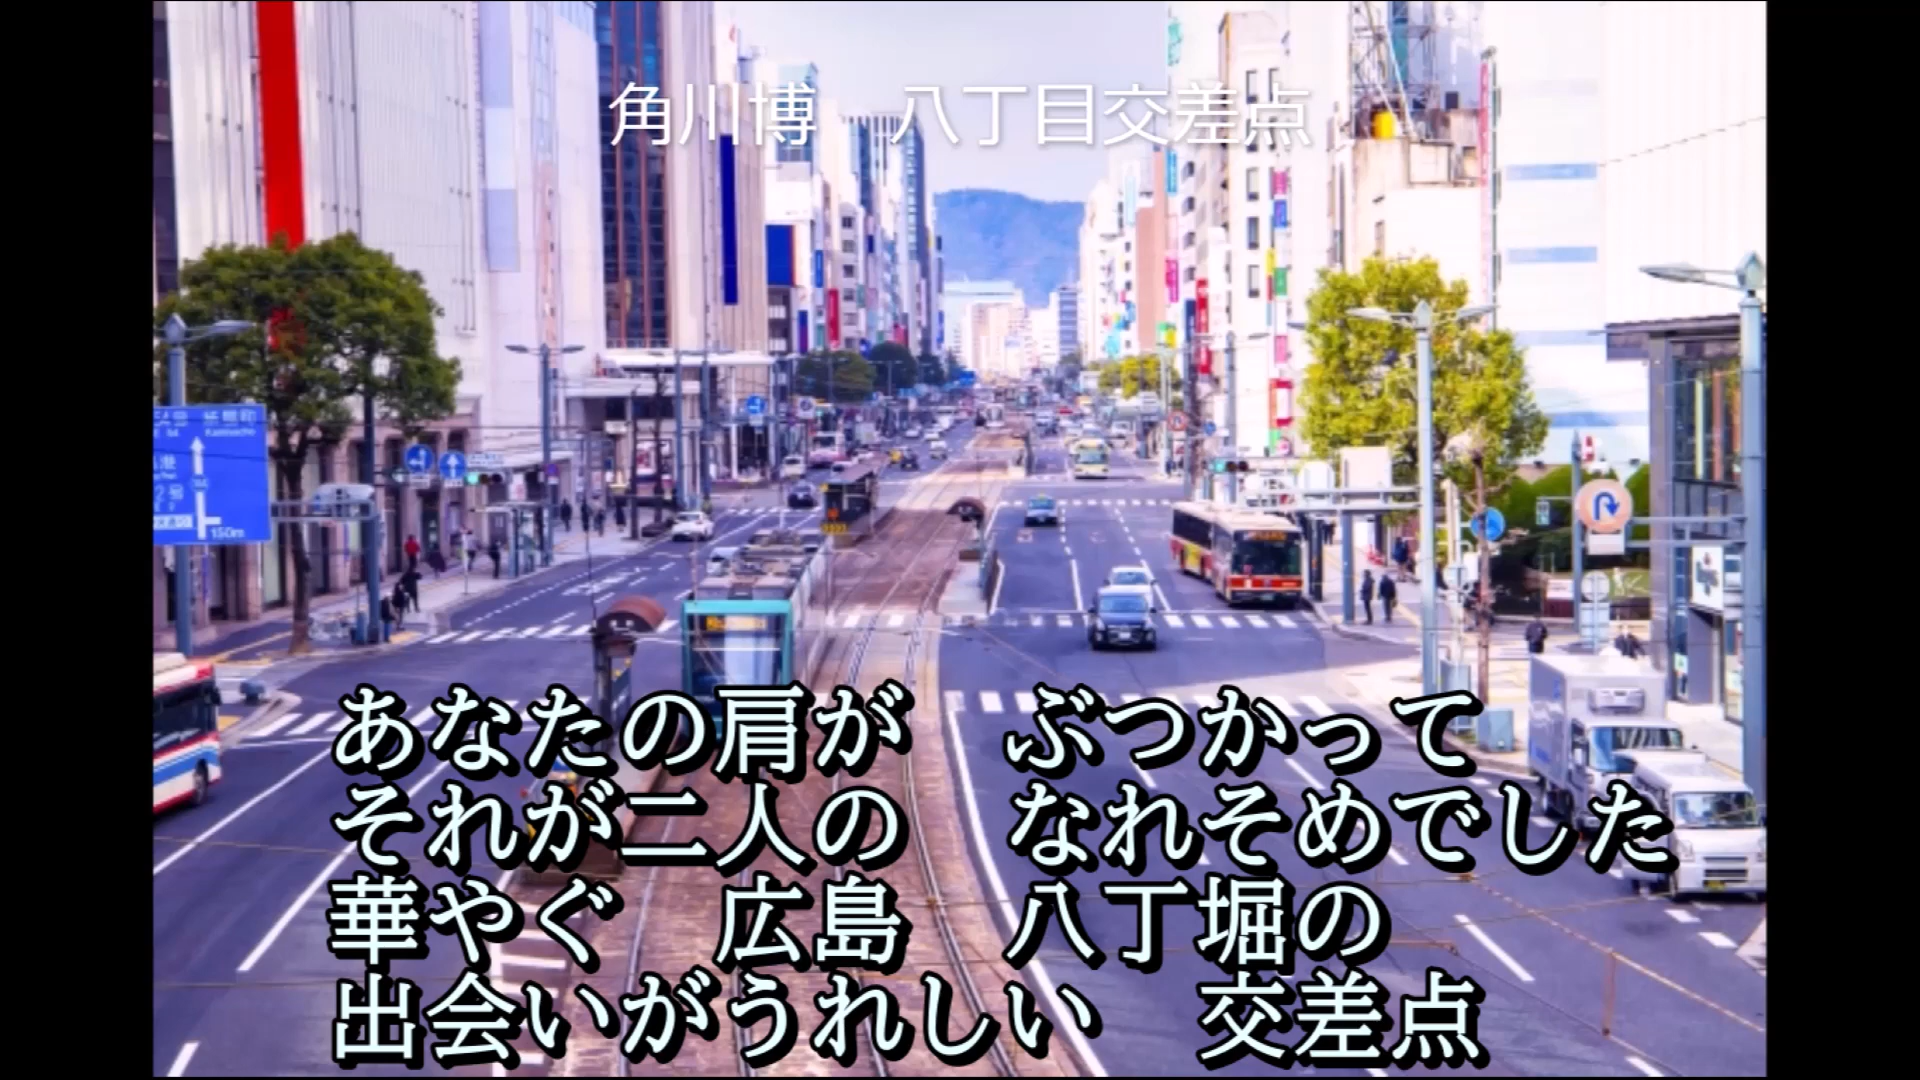 角川博　八丁目交差点
150m
あなたの肩が　ぶつかって
それが二人の　なれそめでした
華やぐ　広島　八丁堀の
出会いがうれしい　交差点